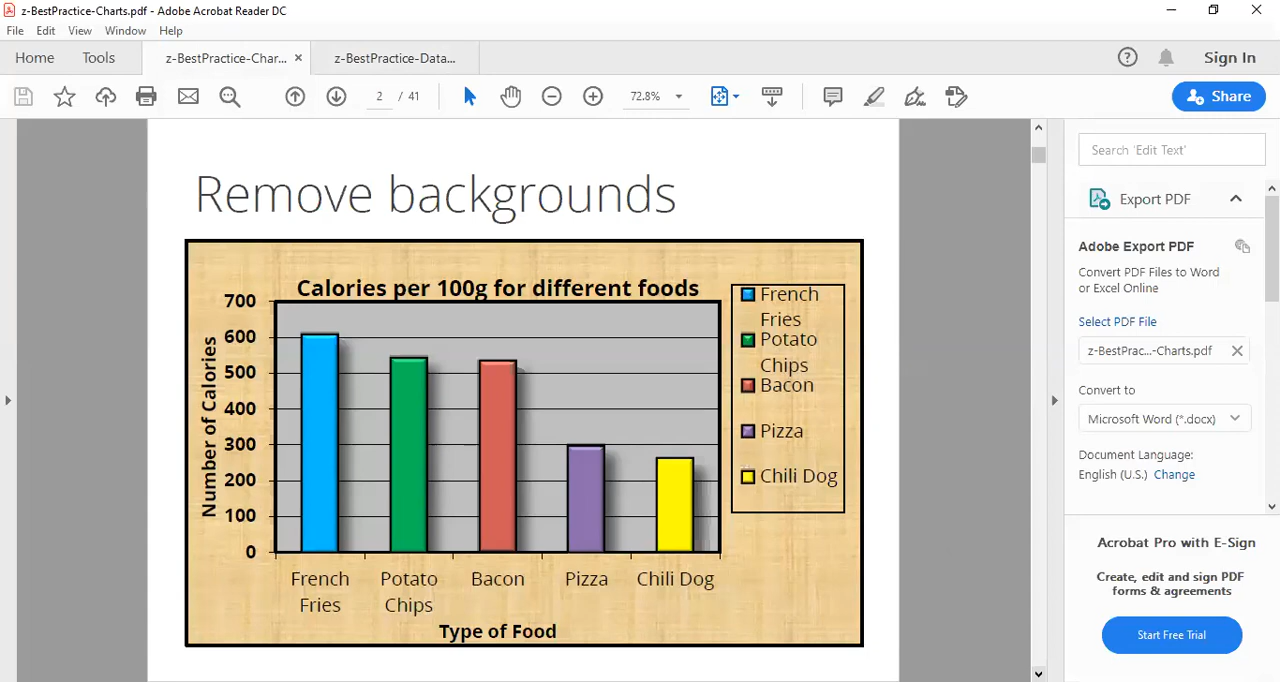 z-BestPractice-Charts.pdf - Adobe Acrobat Reader DC
File Edit View Window Help
Home Tools z-BestPractice-Char... × z-BestPractice-Data... Sign In
2 / 41 72.8% Share
Remove backgrounds
Calories per 100g for different foods
Number of Calories
700
600
500
400
300
200
100
0
French
Fries
Potato
Chips
Bacon
Pizza
Chili Dog
French
Fries
Potato
Chips
Bacon
Pizza
Chili Dog
Type of Food
Search 'Edit Text'
Export PDF
Adobe Export PDF
Convert PDF Files to Word
or Excel Online
Select PDF File
z-BestPrac...-Charts.pdf
Convert to
Microsoft Word (*.docx)
Document Language:
English (U.S.) Change
Acrobat Pro with E-Sign
Create, edit and sign PDF
forms & agreements
Start Free Trial